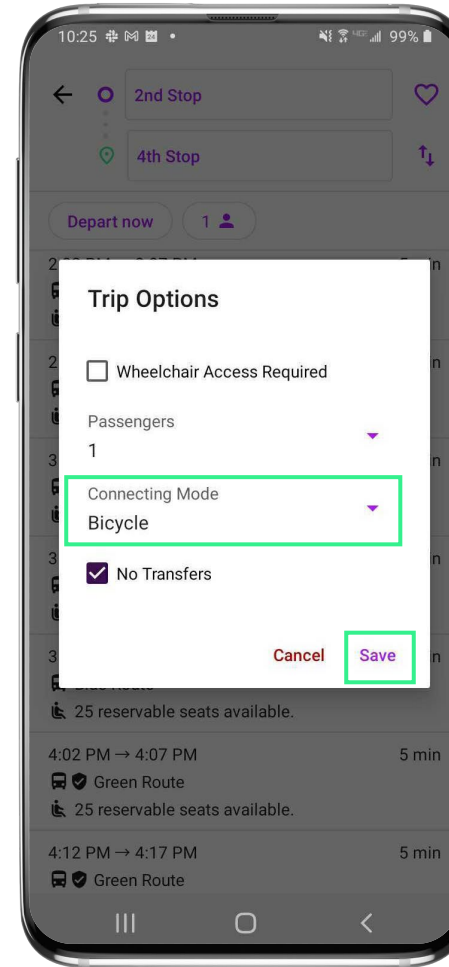 10:25 99%
2nd Stop
4th Stop
Depart now 1
Trip Options
Wheelchair Access Required
Passengers
1
Connecting Mode
Bicycle
No Transfers
Cancel Save
25 reservable seats available.
4:02 PM → 4:07 PM 5 min
Green Route
25 reservable seats available.
4:12 PM → 4:17 PM 5 min
Green Route